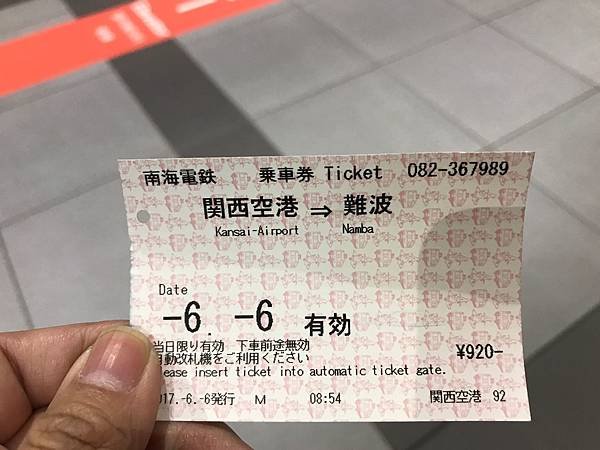 南海電鉄 乗車券 Ticket 082-367989
関西空港 ⇒ 難波
Kansai-Airport Namba
Date
-6. -6 有効
当日限り有効 下車前途無効
自動改札機をご利用ください ¥920-
lease insert ticket into automatic ticket gate.
017.-6.-6発行 M 08:54 関西空港 92